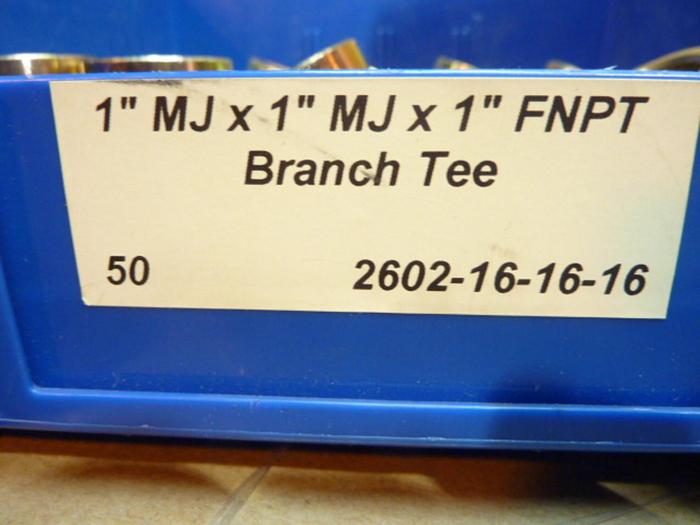 1" MJ x 1" MJ x 1" FNPT
Branch Tee
50 2602-16-16-16